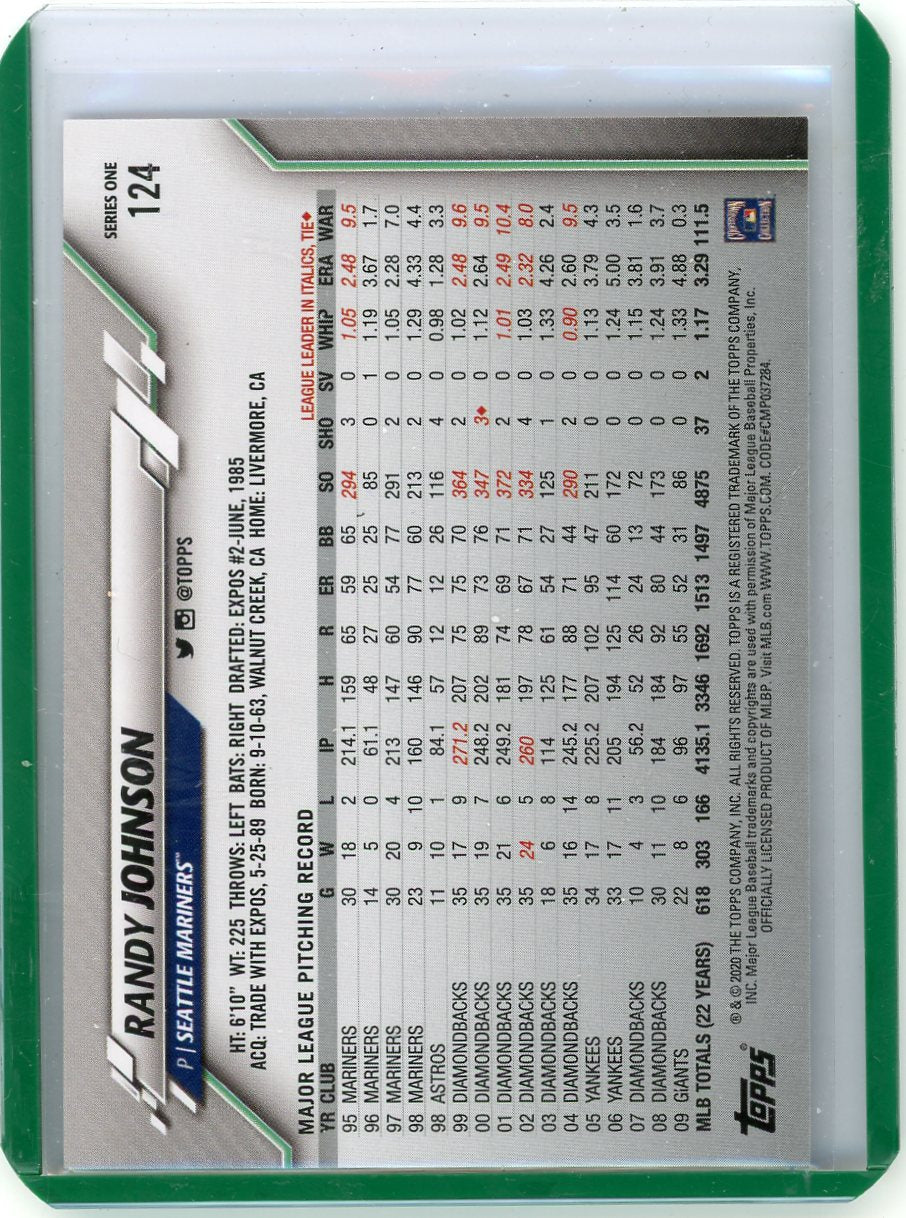 SERIES ONE
124
RANDY JOHNSON
P | SEATTLE MARINERS™
@TOPPS
HT: 6'10" WT: 225 THROWS: LEFT BATS: RIGHT DRAFTED: EXPOS #2-JUNE, 1985
ACQ: TRADE WITH EXPOS, 5-25-89 BORN: 9-10-63, WALNUT CREEK, CA HOME: LIVERMORE, CA
MAJOR LEAGUE PITCHING RECORD LEAGUE LEADER IN ITALICS, TIE♦
YR CLUB G W L IP H R ER BB SO SHO SV WHIP ERA WAR
95 MARINERS 30 18 2 214.1 159 65 59 65 294 3 0 1.05 2.48 9.5
96 MARINERS 14 5 0 61.1 48 27 25 25 85 0 1 1.19 3.67 1.7
97 MARINERS 30 20 4 213 147 60 54 77 291 2 0 1.05 2.28 7.0
98 MARINERS 23 9 10 160 146 90 77 60 213 2 0 1.29 4.33 4.4
98 ASTROS 11 10 1 84.1 57 12 12 26 116 4 0 0.98 1.28 3.3
99 DIAMONDBACKS 35 17 9 271.2 207 75 75 70 364 2 0 1.02 2.48 9.6
00 DIAMONDBACKS 35 19 7 248.2 202 89 73 76 347 3♦ 0 1.12 2.64 9.5
01 DIAMONDBACKS 35 21 6 249.2 181 74 69 71 372 2 0 1.01 2.49 10.4
02 DIAMONDBACKS 35 24 5 260 197 78 67 71 334 4 0 1.03 2.32 8.0
03 DIAMONDBACKS 18 6 8 114 125 61 54 27 125 1 0 1.33 4.26 2.4
04 DIAMONDBACKS 35 16 14 245.2 177 88 71 44 290 2 0 0.90 2.60 9.5
05 YANKEES 34 17 8 225.2 207 102 95 47 211 0 0 1.13 3.79 4.3
06 YANKEES 33 17 11 205 194 125 114 60 172 0 0 1.24 5.00 3.5
07 DIAMONDBACKS 10 4 3 56.2 52 26 24 13 72 0 0 1.15 3.81 1.6
08 DIAMONDBACKS 30 11 10 184 184 92 80 44 173 0 0 1.24 3.91 3.7
09 GIANTS 22 8 6 96 97 55 52 31 86 0 0 1.33 4.88 0.3
MLB TOTALS (22 YEARS) 618 303 166 4135.1 3346 1692 1513 1497 4875 37 2 1.17 3.29 111.5
Topps®
® & © 2020 THE TOPPS COMPANY, INC. ALL RIGHTS RESERVED. TOPPS IS A REGISTERED TRADEMARK OF THE TOPPS COMPANY,
INC. Major League Baseball trademarks and copyrights are used with permission of Major League Baseball Properties, Inc.
OFFICIALLY LICENSED PRODUCT OF MLBP. Visit MLB.com WWW.TOPPS.COM. CODE#CMP087284.